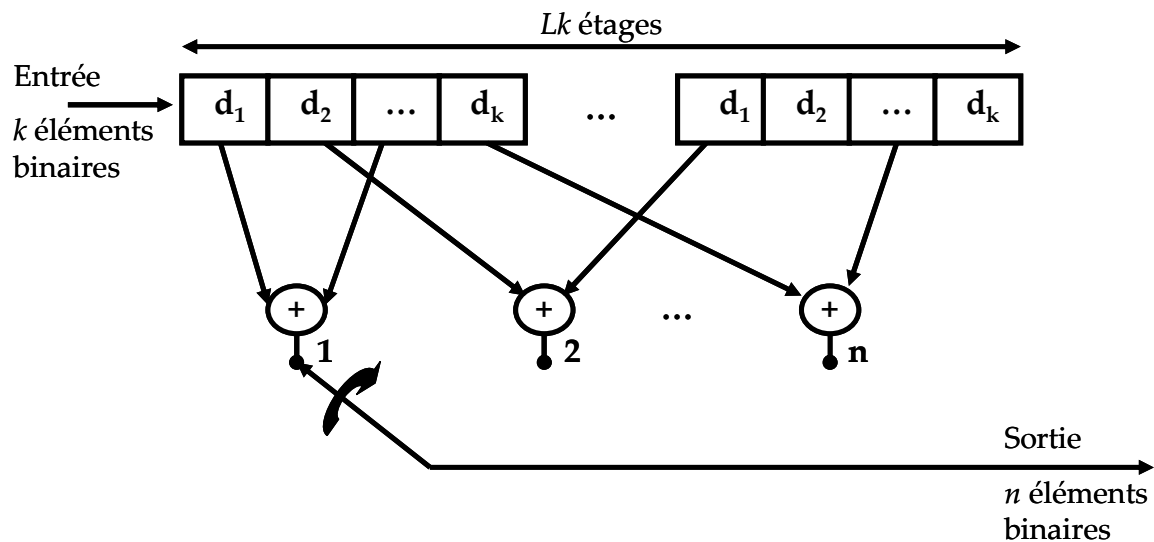 Lk étages
Entrée
k éléments
binaires
d1 d2 ... dk ... d1 d2 ... dk
+ + ... +
1 2 n
Sortie
n éléments
binaires